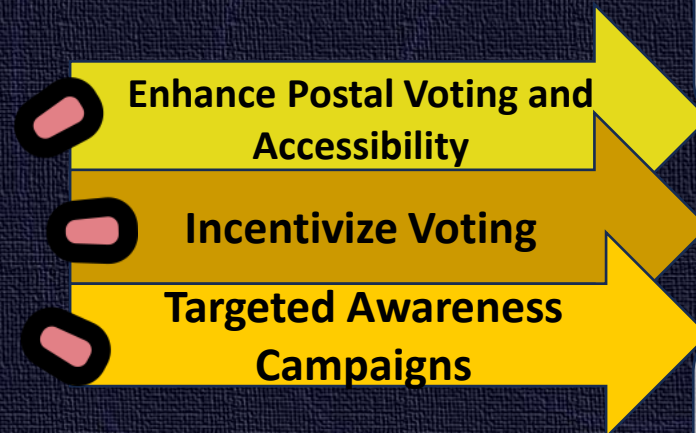 Enhance Postal Voting and
Accessibility
Incentivize Voting
Targeted Awareness
Campaigns